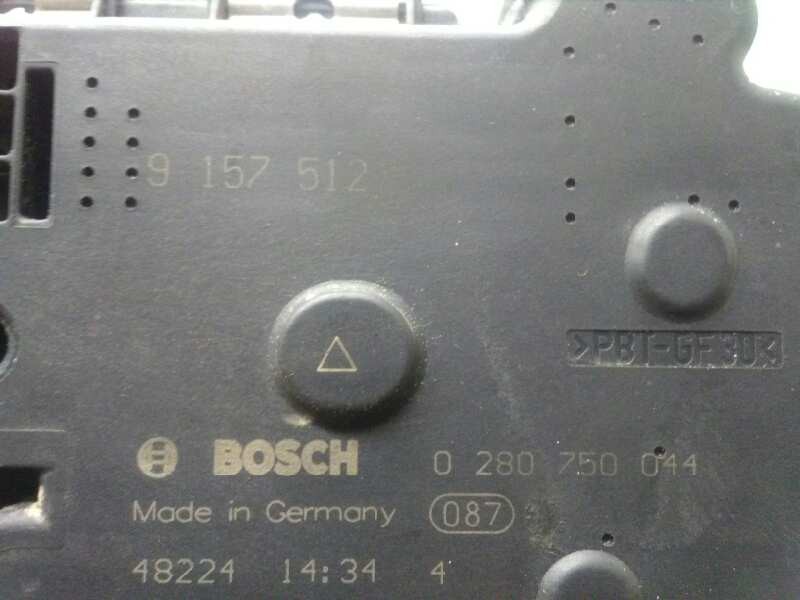 9 157 512
>PBT-GF30<
BOSCH 0 280 750 044
Made in Germany 087
48224 14:34 4